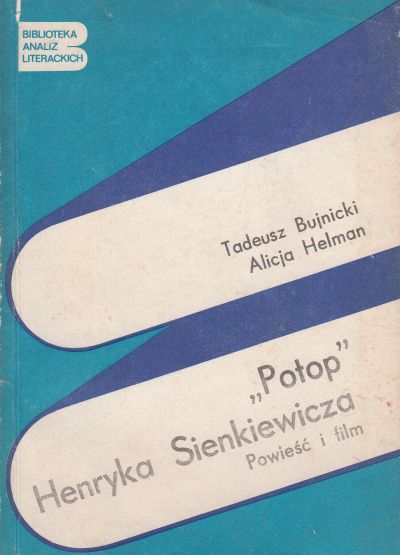 BIBLIOTEKA
ANALIZ
LITERACKICH
Tadeusz Bujnicki
Alicja Helman
„Potop”
Henryka Sienkiewicza
Powieść i film